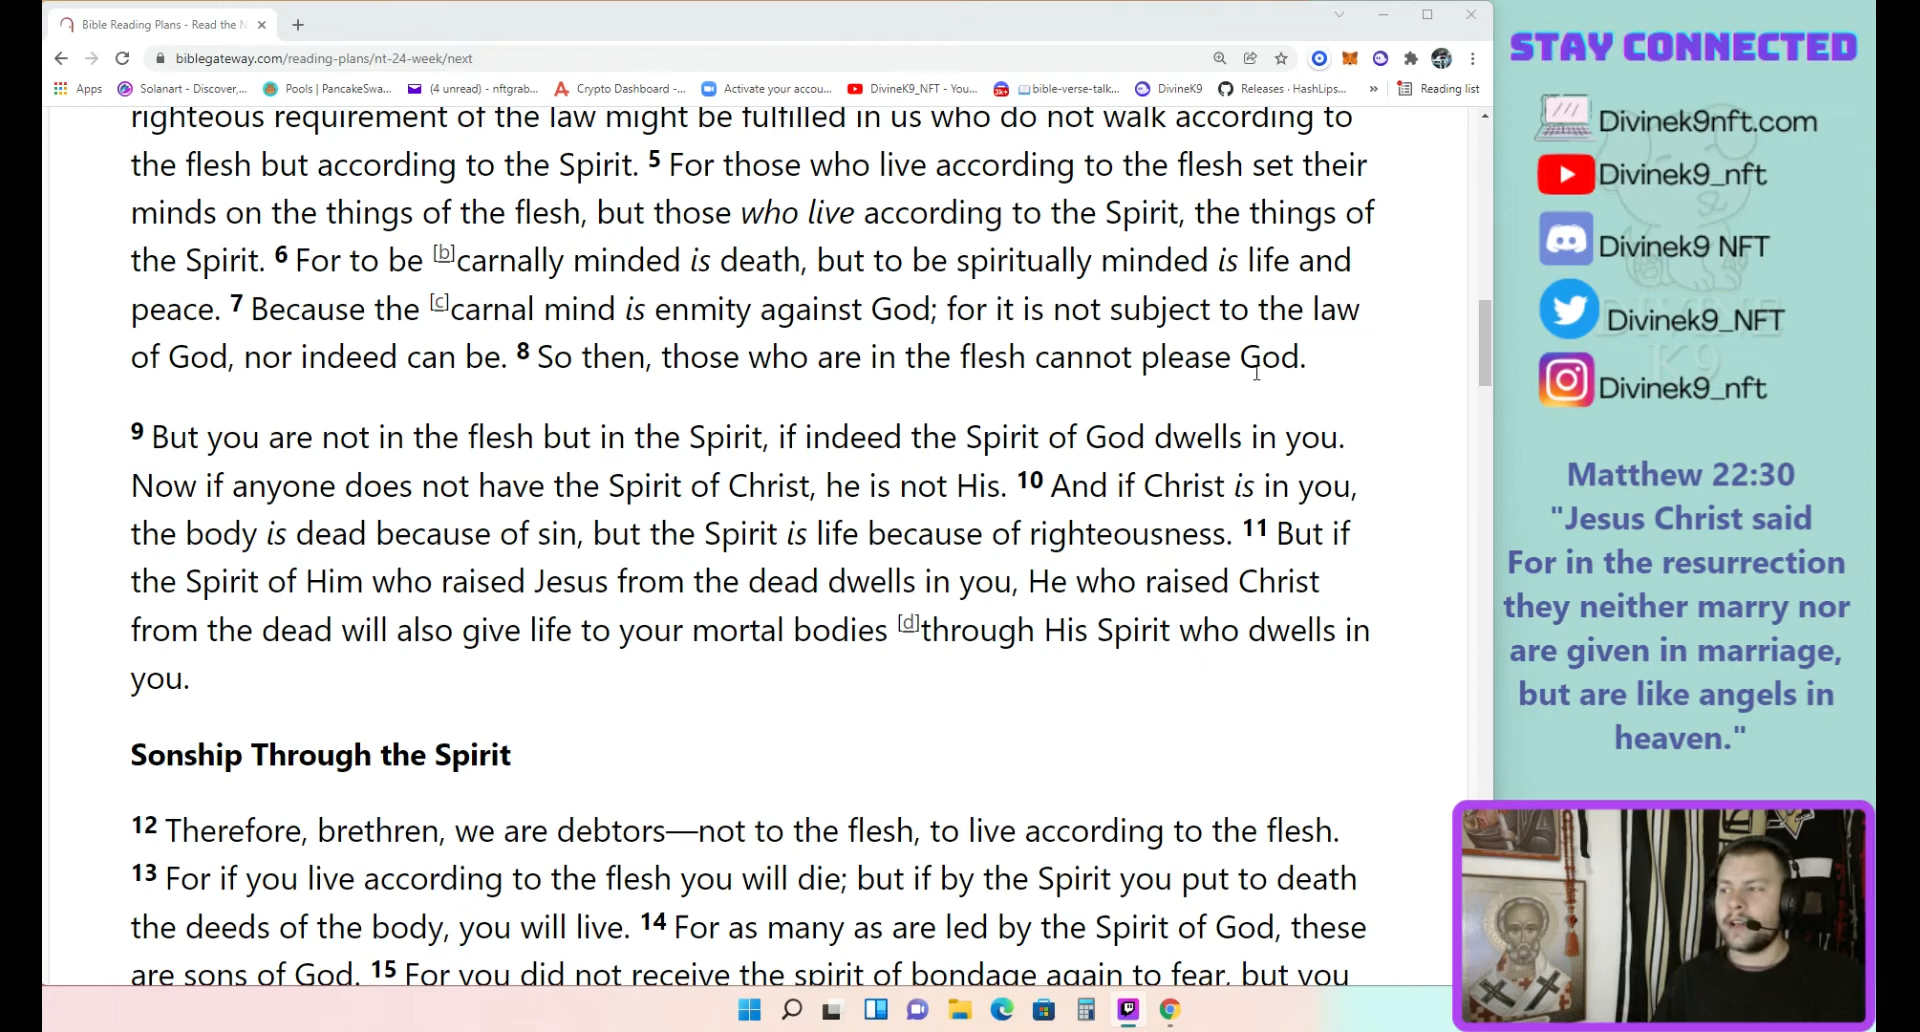 Bible Reading Plans - Read the N
biblegateway.com/reading-plans/nt-24-week/next
Apps Solanart - Discover,... Pools | PancakeSwa... (4 unread) - nftgrab... Crypto Dashboard -... Activate your accou... DivineK9_NFT - You... bible-verse-talk... DivineK9 Releases · HashLips... » Reading list
righteous requirement of the law might be fulfilled in us who do not walk according to
the flesh but according to the Spirit. 5 For those who live according to the flesh set their
minds on the things of the flesh, but those who live according to the Spirit, the things of
the Spirit. 6 For to be [b]carnally minded is death, but to be spiritually minded is life and
peace. 7 Because the [c]carnal mind is enmity against God; for it is not subject to the law
of God, nor indeed can be. 8 So then, those who are in the flesh cannot please God.
9 But you are not in the flesh but in the Spirit, if indeed the Spirit of God dwells in you.
Now if anyone does not have the Spirit of Christ, he is not His. 10 And if Christ is in you,
the body is dead because of sin, but the Spirit is life because of righteousness. 11 But if
the Spirit of Him who raised Jesus from the dead dwells in you, He who raised Christ
from the dead will also give life to your mortal bodies [d]through His Spirit who dwells in
you.
Sonship Through the Spirit
12 Therefore, brethren, we are debtors—not to the flesh, to live according to the flesh.
13 For if you live according to the flesh you will die; but if by the Spirit you put to death
the deeds of the body, you will live. 14 For as many as are led by the Spirit of God, these
are sons of God. 15 For you did not receive the spirit of bondage again to fear, but you
STAY CONNECTED
Divinek9nft.com
Divinek9_nft
Divinek9 NFT
Divinek9_NFT
Divinek9_nft
DIVINE
K9
Matthew 22:30
"Jesus Christ said
For in the resurrection
they neither marry nor
are given in marriage,
but are like angels in
heaven."